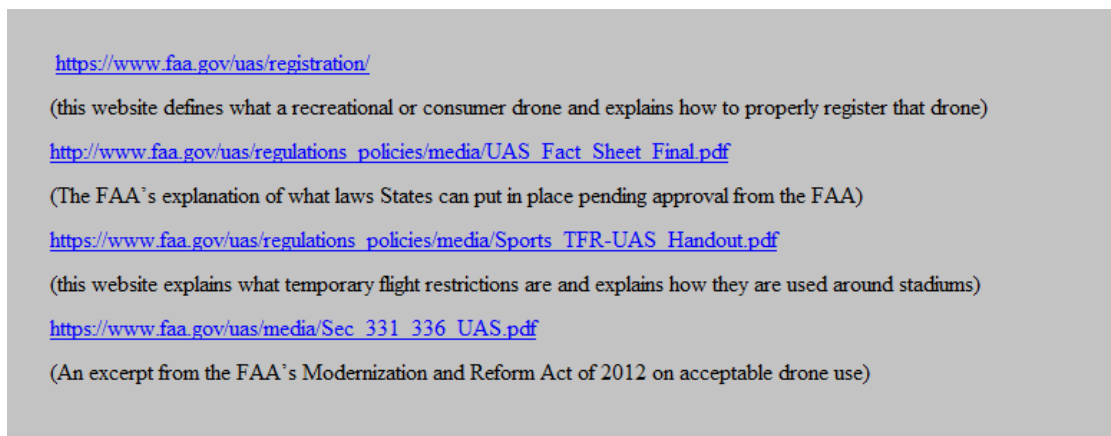 https://www.faa.gov/uas/registration/
(this website defines what a recreational or consumer drone and explains how to properly register that drone)
http://www.faa.gov/uas/regulations_policies/media/UAS_Fact_Sheet_Final.pdf
(The FAA’s explanation of what laws States can put in place pending approval from the FAA)
https://www.faa.gov/uas/regulations_policies/media/Sports_TFR-UAS_Handout.pdf
(this website explains what temporary flight restrictions are and explains how they are used around stadiums)
https://www.faa.gov/uas/media/Sec_331_336_UAS.pdf
(An excerpt from the FAA’s Modernization and Reform Act of 2012 on acceptable drone use)